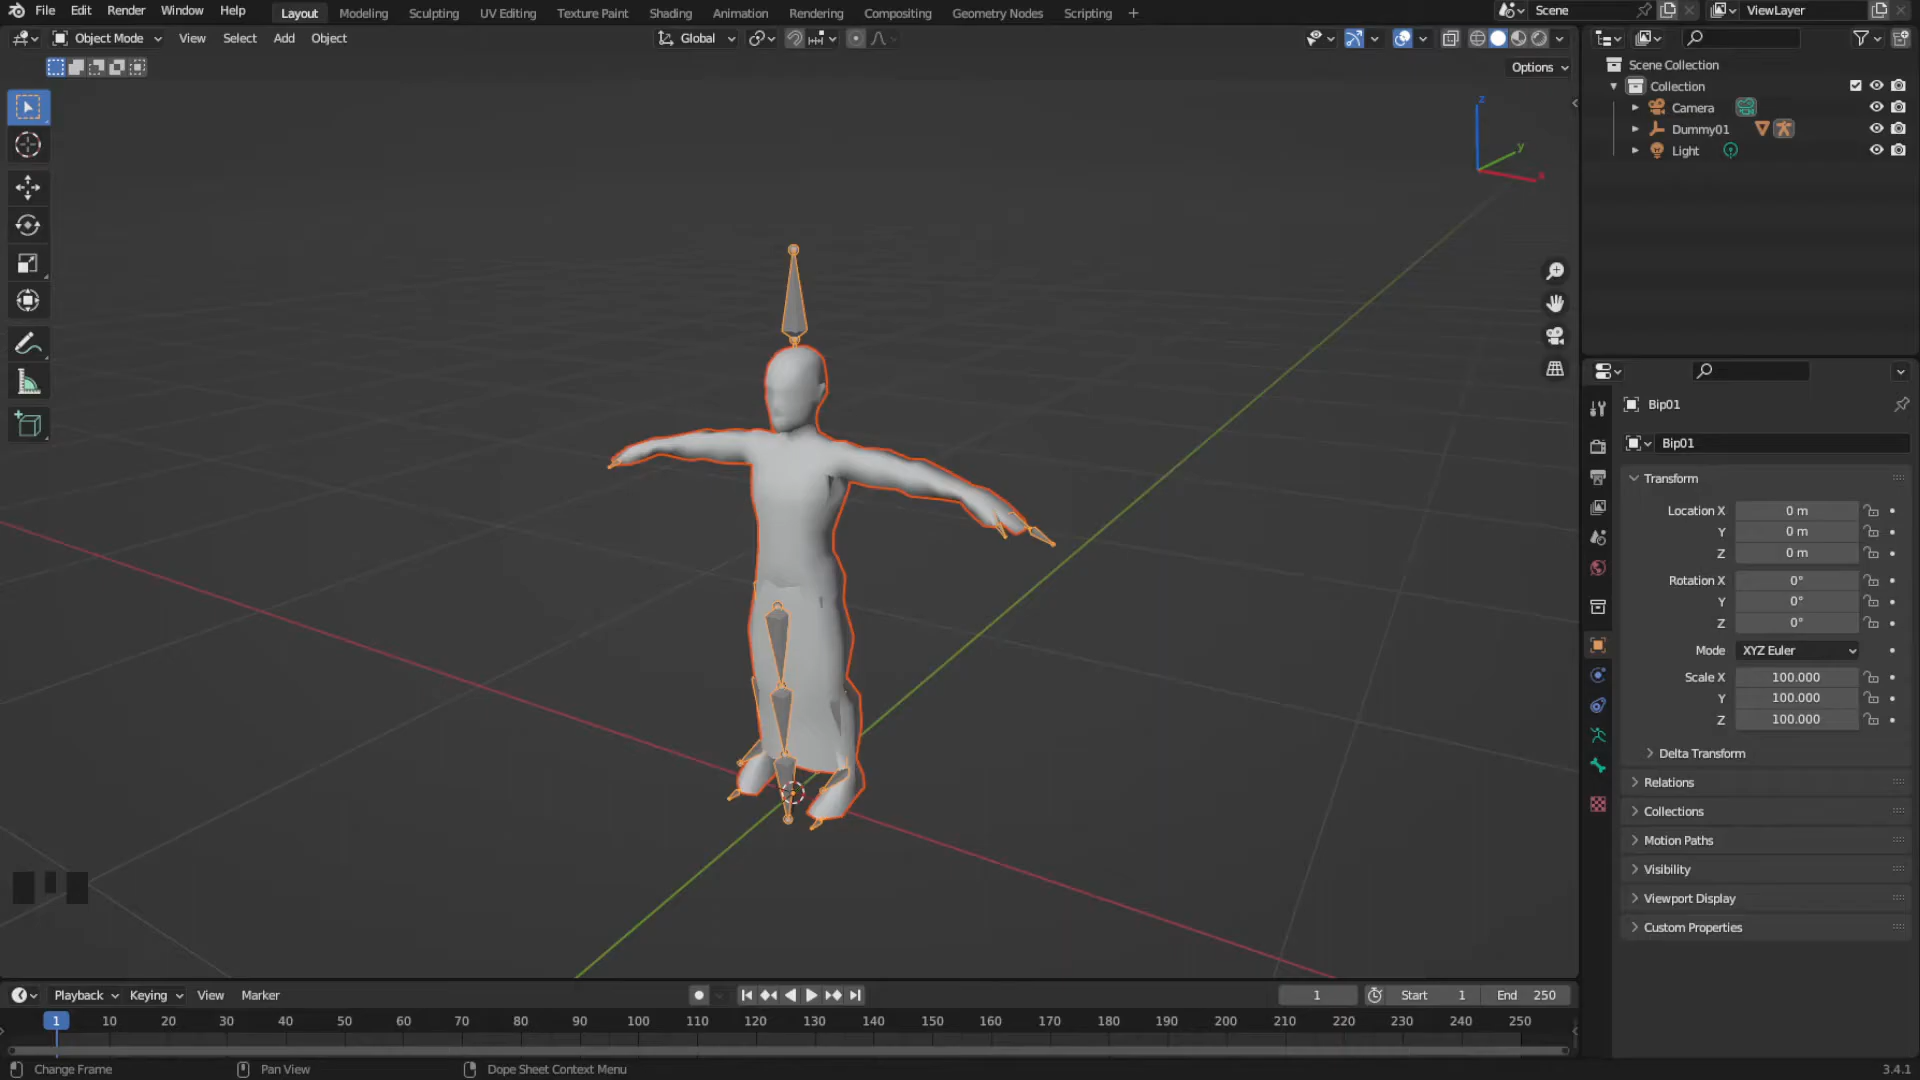 File Edit Render Window Help Layout Modeling Sculpting UV Editing Texture Paint Shading Animation Rendering Compositing Geometry Nodes Scripting + Scene ViewLayer
Object Mode View Select Add Object Global
Options
Scene Collection
Collection
Camera
Dummy01
Light
z
y
x
Bip01
Bip01
Transform
Location X 0 m
Y 0 m
Z 0 m
Rotation X 0°
Y 0°
Z 0°
Mode XYZ Euler
Scale X 100.000
Y 100.000
Z 100.000
Delta Transform
Relations
Collections
Motion Paths
Visibility
Viewport Display
Custom Properties
Playback Keying View Marker 1 Start 1 End 250
1 10 20 30 40 50 60 70 80 90 100 110 120 130 140 150 160 170 180 190 200 210 220 230 240 250
Change Frame Pan View Dope Sheet Context Menu 3.4.1